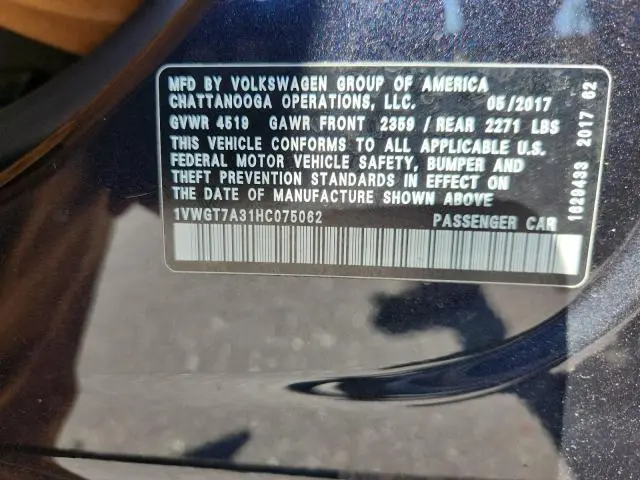 MFD BY VOLKSWAGEN GROUP OF AMERICA
CHATTANOOGA OPERATIONS, LLC. 05/2017
GVWR 4519 GAWR FRONT 2359 / REAR 2271 LBS
THIS VEHICLE CONFORMS TO ALL APPLICABLE U.S.
FEDERAL MOTOR VEHICLE SAFETY, BUMPER AND
THEFT PREVENTION STANDARDS IN EFFECT ON
THE DATE OF MANUFACTURE SHOWN ABOVE
1VWGT7A31HC075062 PASSENGER CAR
1620433 2017 62